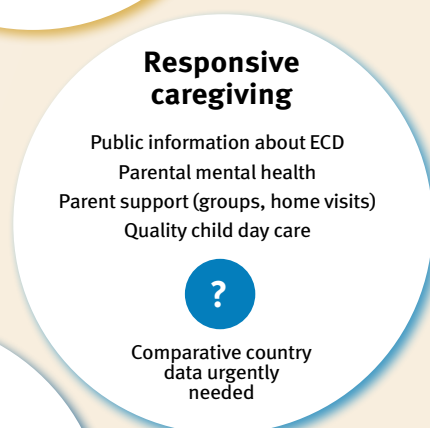 Responsive
caregiving
Public information about ECD
Parental mental health
Parent support (groups, home visits)
Quality child day care
?
Comparative country
data urgently
needed